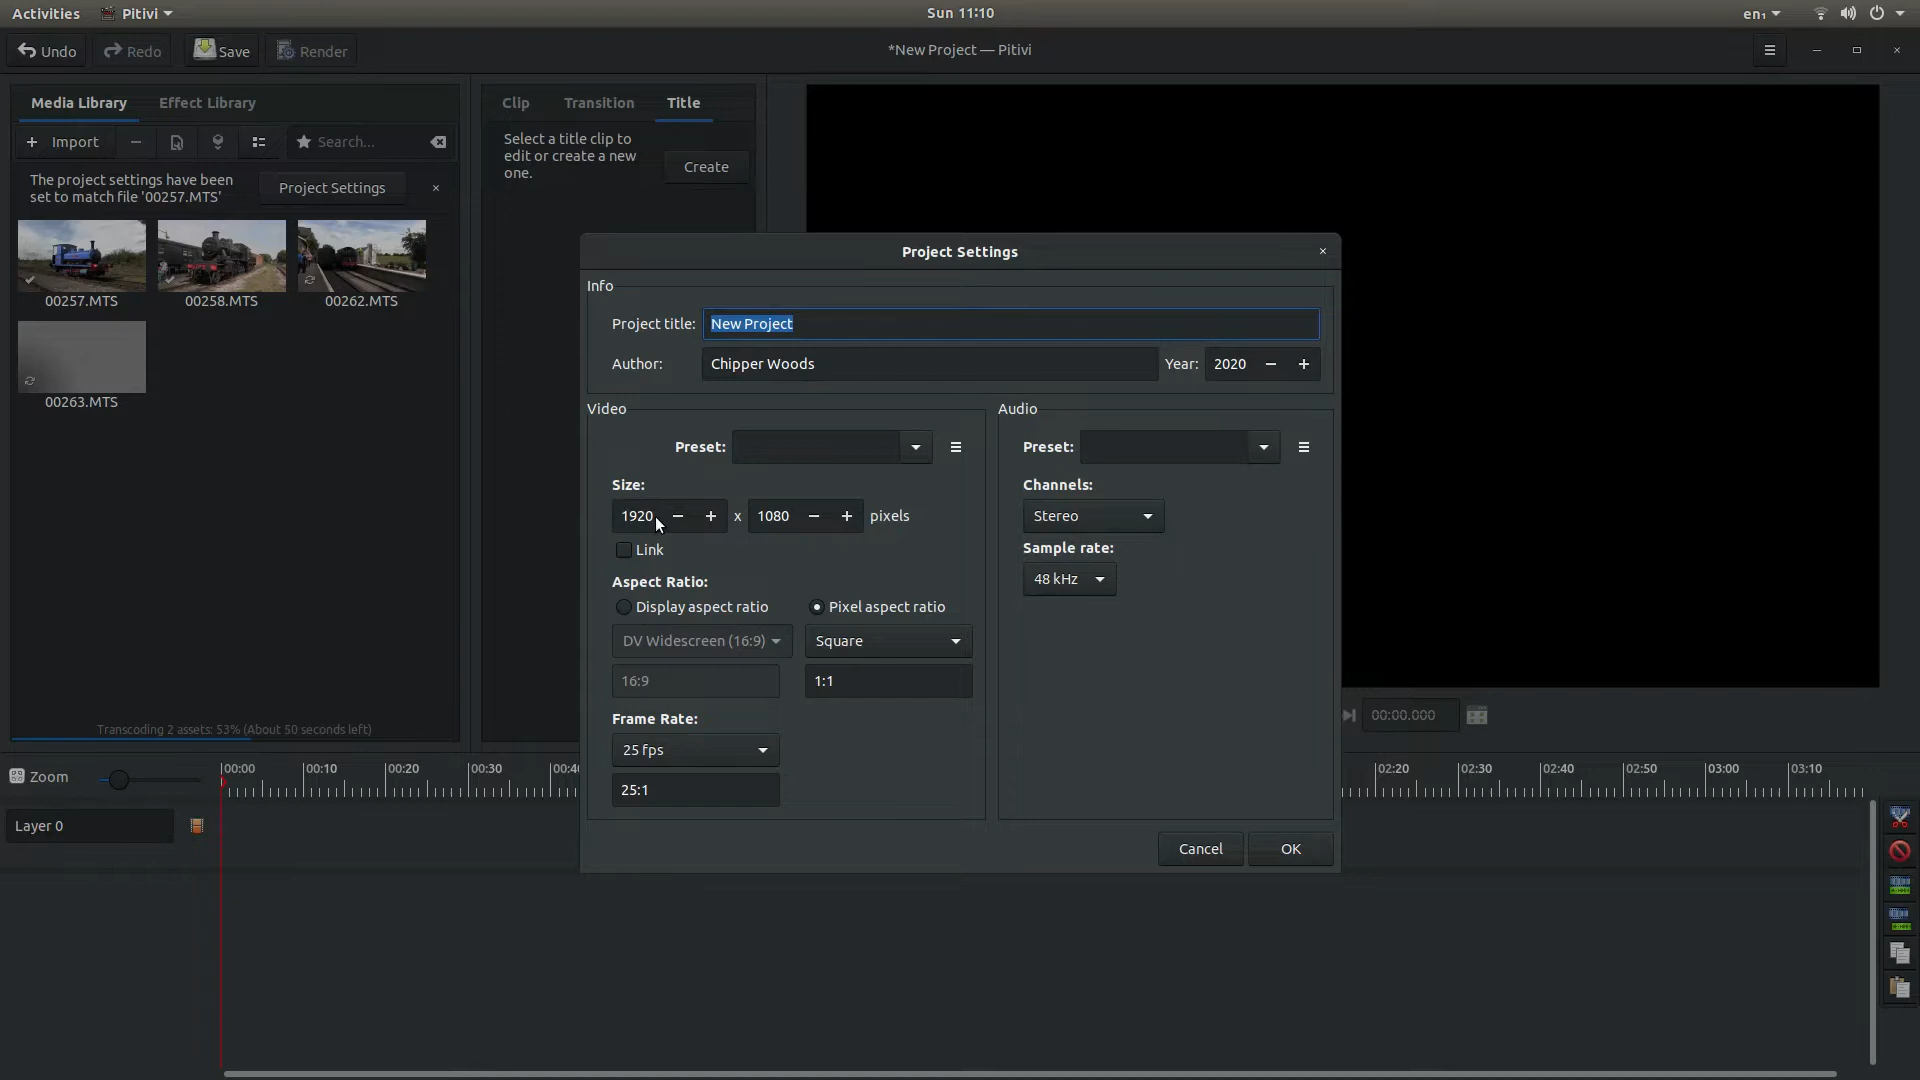 Activities
Pitivi
Sun 11:10
en₁
Undo
Redo
Save
Render
*New Project — Pitivi
Media Library
Effect Library
Import
Search...
The project settings have been
set to match file '00257.MTS'
Project Settings
00257.MTS
00258.MTS
00262.MTS
00263.MTS
Transcoding 2 assets: 53% (About 50 seconds left)
Clip
Transition
Title
Select a title clip to
edit or create a new
one.
Create
Project Settings
Info
Project title:
New Project
Author:
Chipper Woods
Year:
2020
Video
Preset:
Size:
1920
x
1080
pixels
Link
Aspect Ratio:
Display aspect ratio
Pixel aspect ratio
DV Widescreen (16:9)
Square
16:9
1:1
Frame Rate:
25 fps
25:1
Audio
Preset:
Channels:
Stereo
Sample rate:
48 kHz
Cancel
OK
00:00.000
Zoom
00:00
00:10
00:20
00:30
02:20
02:30
02:40
02:50
03:00
03:10
Layer 0